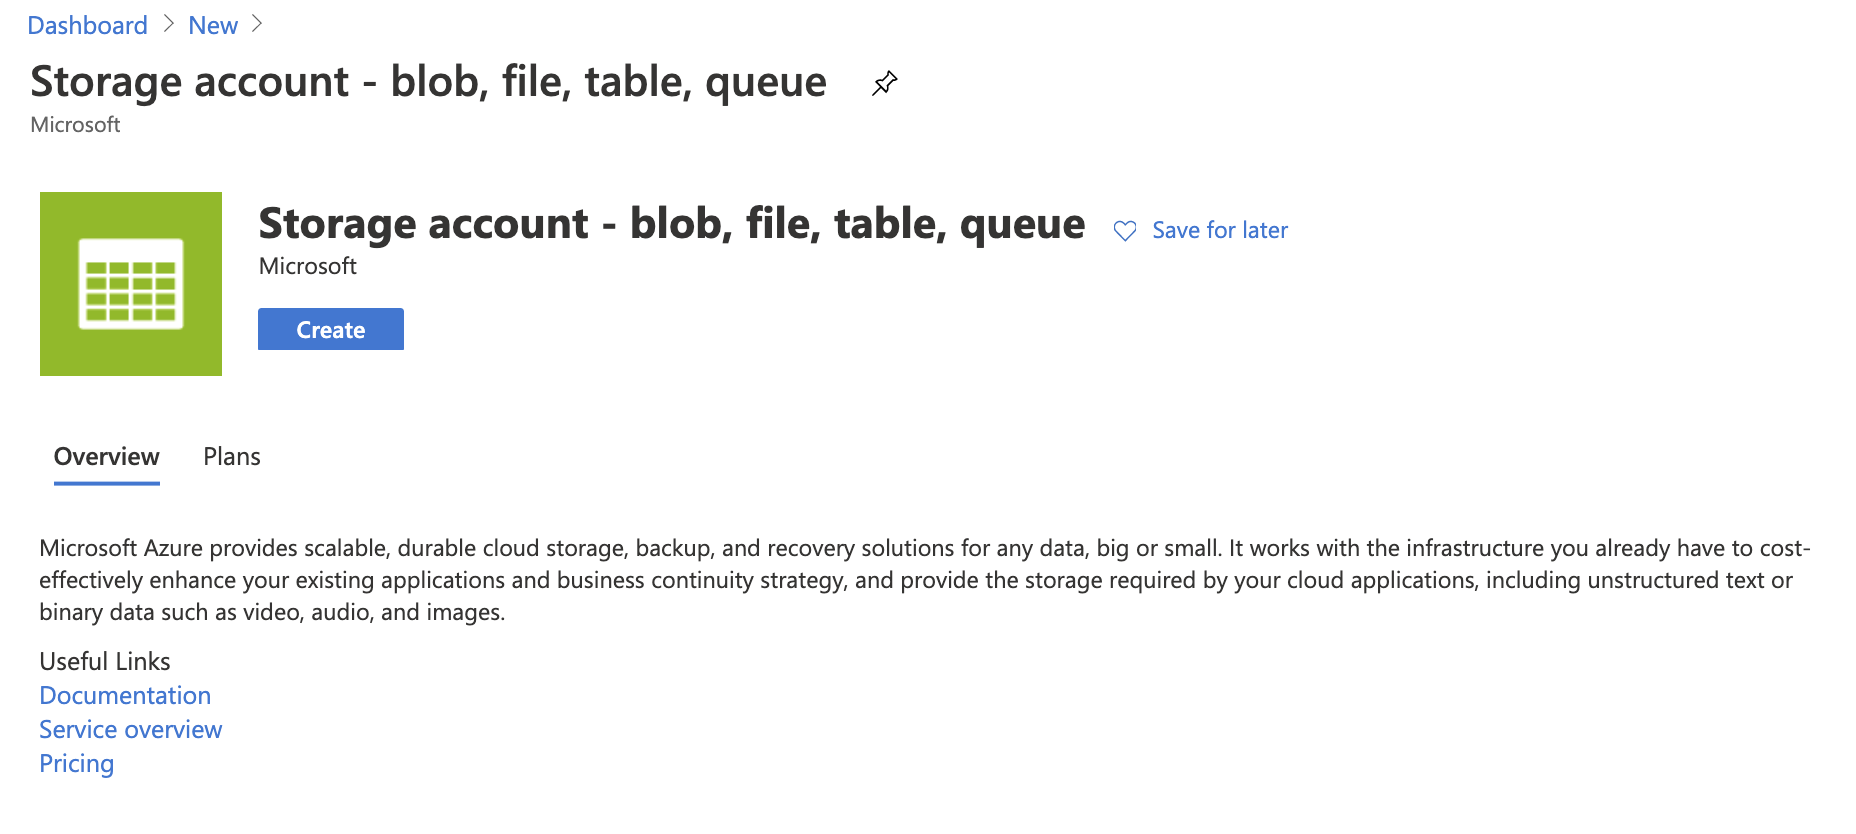 Dashboard > New >
Storage account - blob, file, table, queue
Microsoft
Storage account - blob, file, table, queue
Save for later
Microsoft
Create
Overview Plans
Microsoft Azure provides scalable, durable cloud storage, backup, and recovery solutions for any data, big or small. It works with the infrastructure you already have to cost-
effectively enhance your existing applications and business continuity strategy, and provide the storage required by your cloud applications, including unstructured text or
binary data such as video, audio, and images.
Useful Links
Documentation
Service overview
Pricing